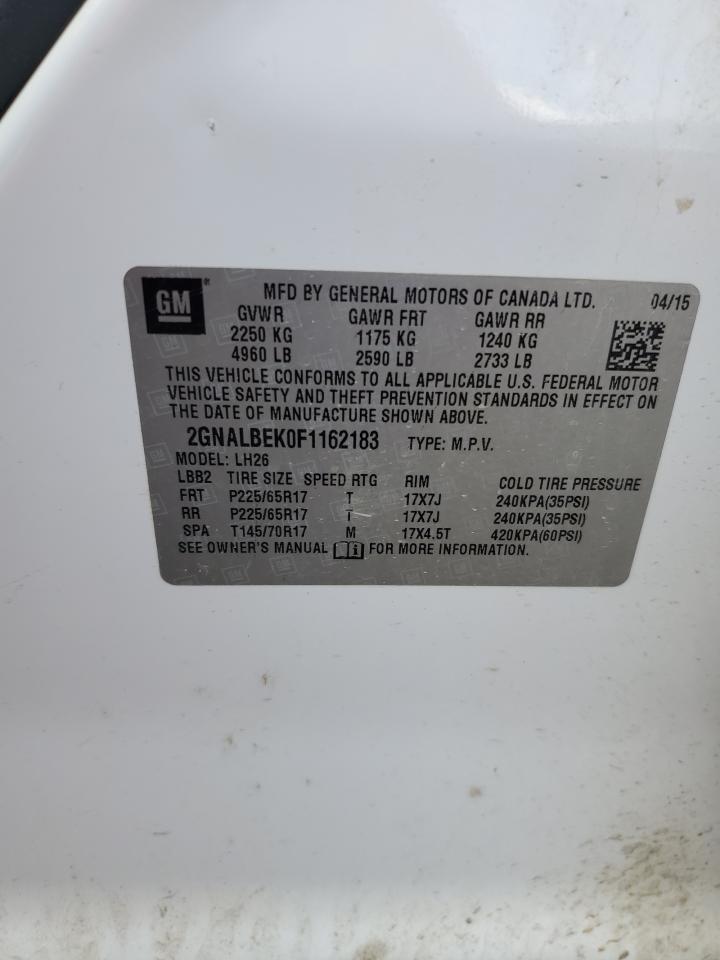 GM®
MFD BY GENERAL MOTORS OF CANADA LTD. 04/15
GVWR GAWR FRT GAWR RR
2250 KG 1175 KG 1240 KG
4960 LB 2590 LB 2733 LB
THIS VEHICLE CONFORMS TO ALL APPLICABLE U.S. FEDERAL MOTOR
VEHICLE SAFETY AND THEFT PREVENTION STANDARDS IN EFFECT ON
THE DATE OF MANUFACTURE SHOWN ABOVE.
2GNALBEK0F1162183 TYPE: M.P.V.
MODEL: LH26
LBB2 TIRE SIZE SPEED RTG RIM COLD TIRE PRESSURE
FRT P225/65R17 T 17X7J 240KPA(35PSI)
RR P225/65R17 T 17X7J 240KPA(35PSI)
SPA T145/70R17 M 17X4.5T 420KPA(60PSI)
SEE OWNER'S MANUAL FOR MORE INFORMATION.